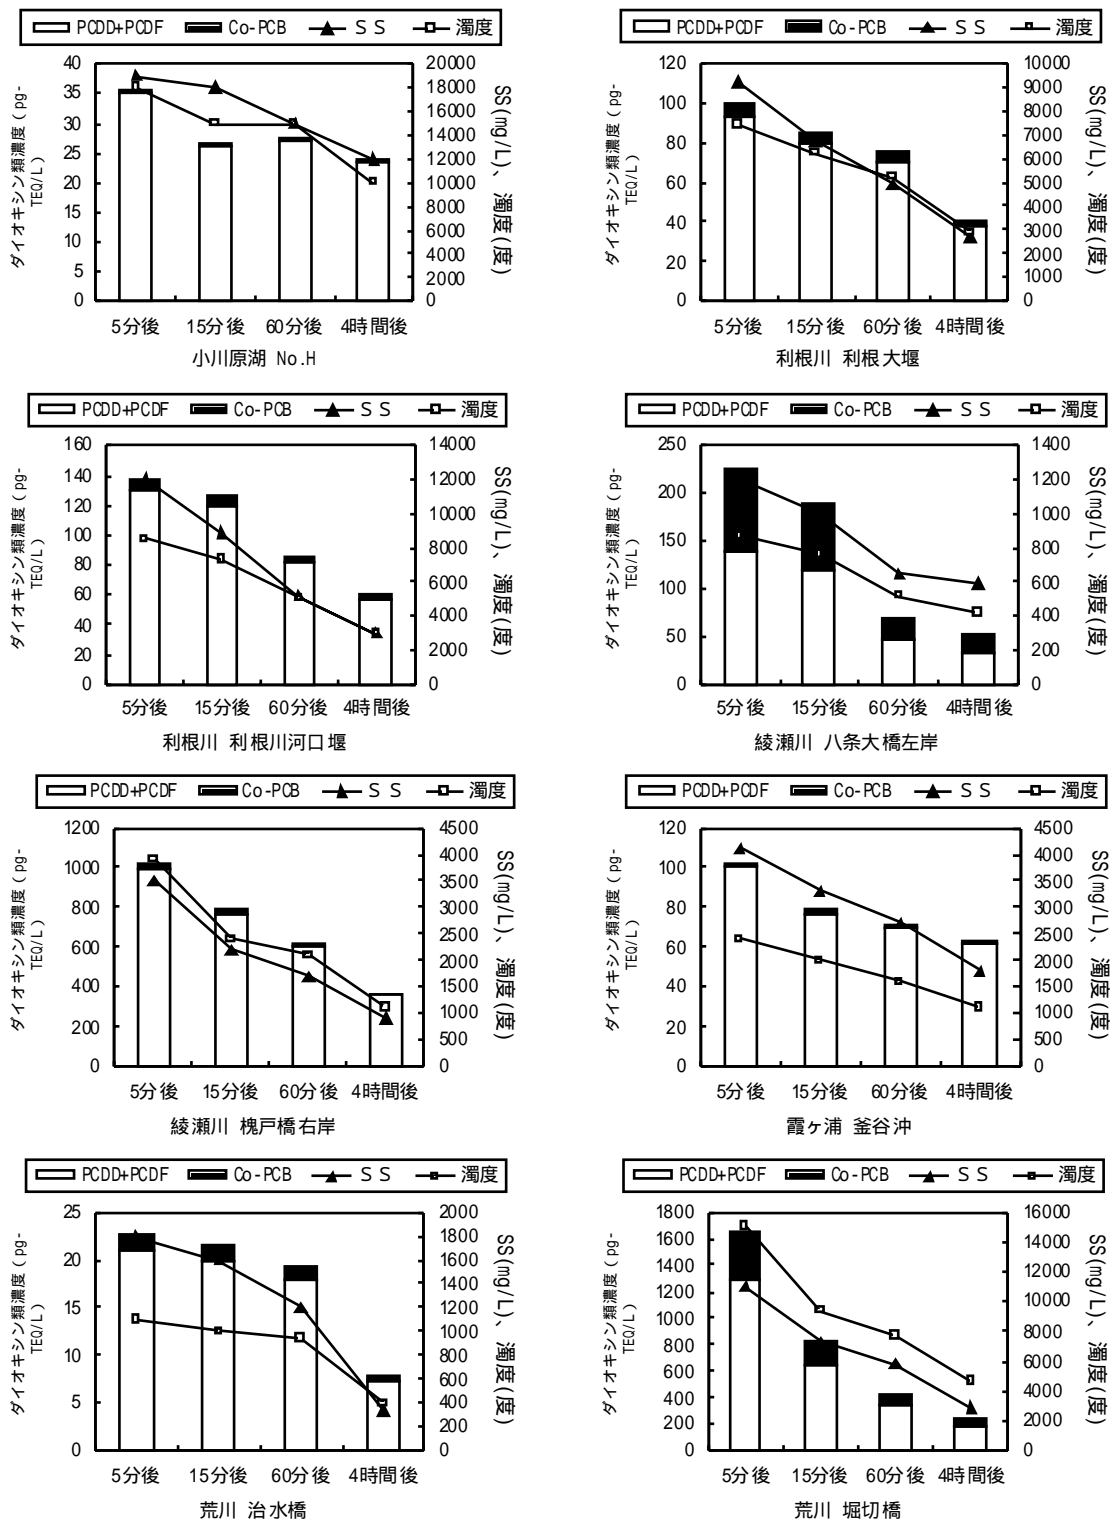 PCDD+PCDF Co-PCB SS 濁度
ダイオキシン類濃度(pg-
TEQ/L)
40
35
30
25
20
15
10
5
0
20000
18000
16000
14000
12000
10000
8000
6000
4000
2000
0
SS(mg/L)、濁度(度)
5分後 15分後 60分後 4時間後
小川原湖 No.H
PCDD+PCDF Co-PCB SS 濁度
ダイオキシン類濃度(pg-
TEQ/L)
120
100
80
60
40
20
0
10000
9000
8000
7000
6000
5000
4000
3000
2000
1000
0
SS(mg/L)、濁度(度)
5分後 15分後 60分後 4時間後
利根川 利根大堰
PCDD+PCDF Co-PCB SS 濁度
ダイオキシン類濃度(pg-
TEQ/L)
160
140
120
100
80
60
40
20
0
14000
12000
10000
8000
6000
4000
2000
0
SS(mg/L)、濁度(度)
5分後 15分後 60分後 4時間後
利根川 利根川河口堰
PCDD+PCDF Co-PCB SS 濁度
ダイオキシン類濃度(pg-
TEQ/L)
250
200
150
100
50
0
1400
1200
1000
800
600
400
200
0
SS(mg/L)、濁度(度)
5分後 15分後 60分後 4時間後
綾瀬川 八条大橋左岸
PCDD+PCDF Co-PCB SS 濁度
ダイオキシン類濃度(pg-
TEQ/L)
1200
1000
800
600
400
200
0
4500
4000
3500
3000
2500
2000
1500
1000
500
0
SS(mg/L)、濁度(度)
5分後 15分後 60分後 4時間後
綾瀬川 槐戸橋右岸
PCDD+PCDF Co-PCB SS 濁度
ダイオキシン類濃度(pg-
TEQ/L)
120
100
80
60
40
20
0
4500
4000
3500
3000
2500
2000
1500
1000
500
0
SS(mg/L)、濁度(度)
5分後 15分後 60分後 4時間後
霞ヶ浦 釜谷沖
PCDD+PCDF Co-PCB SS 濁度
ダイオキシン類濃度(pg-
TEQ/L)
25
20
15
10
5
0
2000
1800
1600
1400
1200
1000
800
600
400
200
0
SS(mg/L)、濁度(度)
5分後 15分後 60分後 4時間後
荒川 治水橋
PCDD+PCDF Co-PCB SS 濁度
ダイオキシン類濃度(pg-
TEQ/L)
1800
1600
1400
1200
1000
800
600
400
200
0
16000
14000
12000
10000
8000
6000
4000
2000
0
SS(mg/L)、濁度(度)
5分後 15分後 60分後 4時間後
荒川 堀切橋